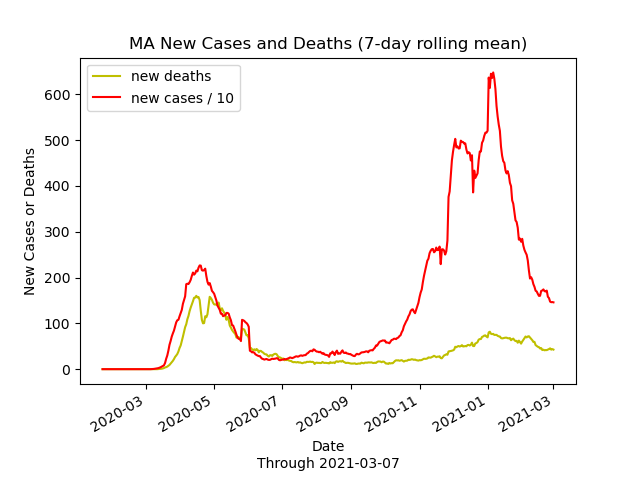 MA New Cases and Deaths (7-day rolling mean)
new deaths
new cases / 10
New Cases or Deaths
600
500
400
300
200
100
0
2020-03
2020-05
2020-07
2020-09
2020-11
2021-01
2021-03
Date
Through 2021-03-07